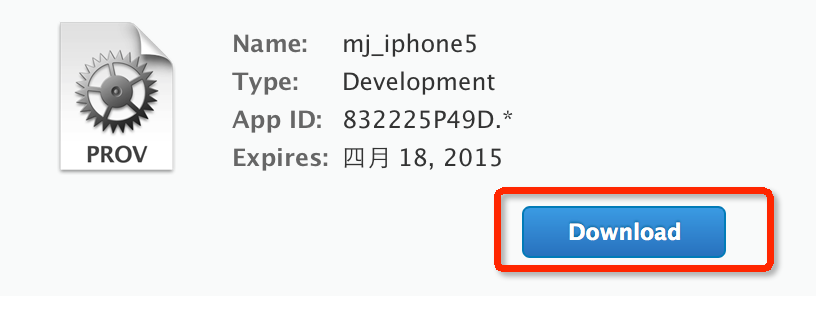 PROV
Name: mj_iphone5
Type: Development
App ID: 832225P49D.*
Expires: 四月 18, 2015
Download